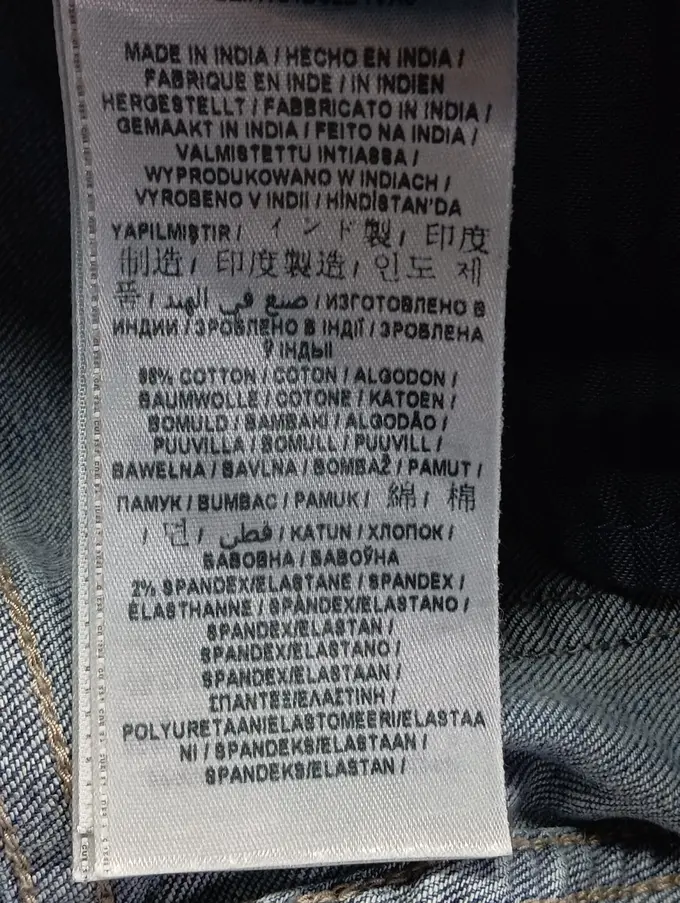 MADE IN INDIA / HECHO EN INDIA /
FABRIQUE EN INDE / IN INDIEN
HERGESTELLT / FABBRICATO IN INDIA /
GEMAAKT IN INDIA / FEITO NA INDIA /
VALMISTETTU INTIASSA /
WYPRODUKOWANO W INDIACH /
VYROBENO V INDII / HİNDİSTAN'DA
YAPILMIŞTIR / インド製 / 印度
制造 / 印度製造 / 인도 제
품 / صنع في الهند / ИЗГОТОВЛЕНО В
ИНДИИ / ЗРОБЛЕНО В ІНДІЇ / ЗРОБЛЕНА
Ў ІНДЫІ
98% COTTON / COTON / ALGODON /
BAUMWOLLE / COTONE / KATOEN /
BOMULD / BAMBAKI / ALGODÃO /
PUUVILLA / BOMULL / PUUVILL /
BAWEŁNA / BAVLNA / BOMBAŽ / PAMUT /
ПАМУК / BUMBAC / PAMUK / 綿 / 棉
/ 면 / قطن / KATUN / ХЛОПОК /
БАВОВНА / БАВОЎНА
2% SPANDEX/ELASTANE / SPANDEX /
ELASTHANNE / SPANDEX/ELASTANO /
SPANDEX/ELASTAN /
SPANDEX/ELASTANO /
SPANDEX/ELASTAAN /
ΣΠΑΝΤΕΞ/ΕΛΑΣΤΙΝΗ /
POLYURETAANIELASTOMEERI/ELASTAA
NI / SPANDEKS/ELASTAAN /
SPANDEKS/ELASTAN /